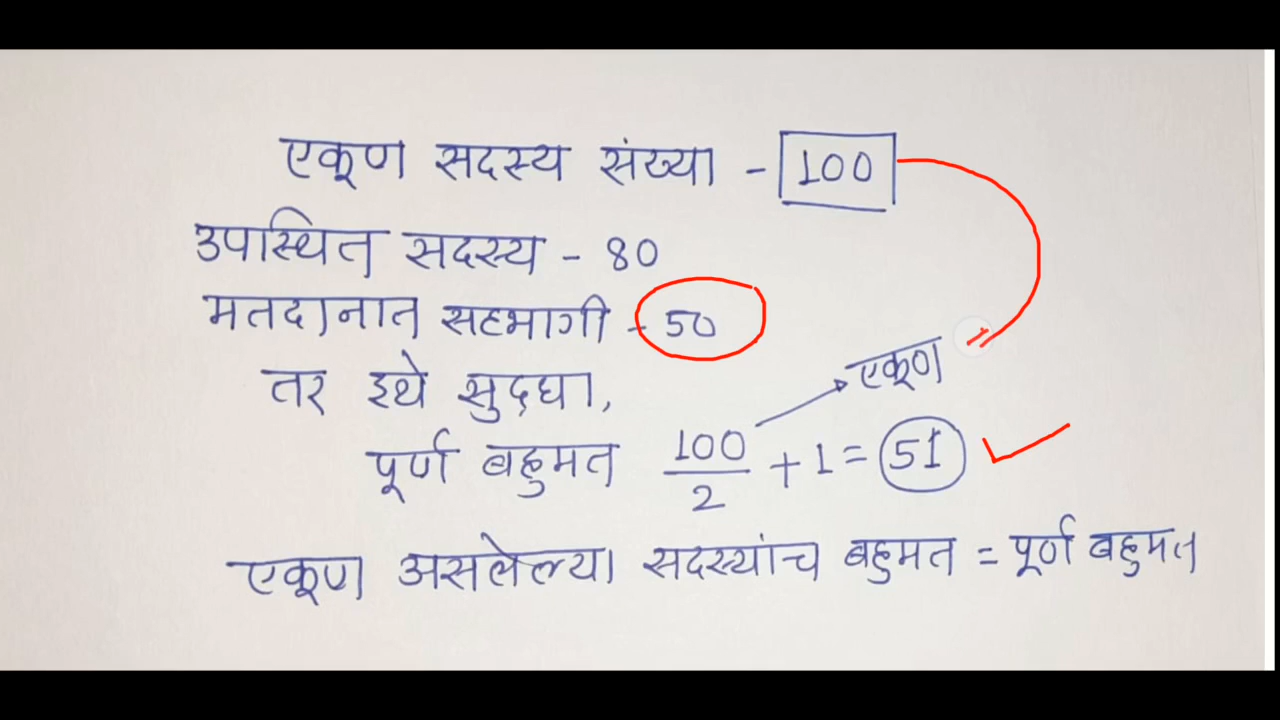 एकूण सदस्य संख्या - 100
उपस्थित सदस्य - 80
मतदानात सहभागी - 50
तर इथे सुद्धा,
एकूण
पूर्ण बहुमत 100/2 + 1 = 51
एकूण असलेल्या सदस्यांच बहुमत = पूर्ण बहुमत